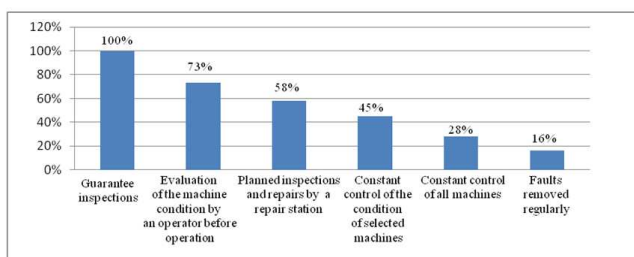 120%
100%
80%
60%
40%
20%
0%
100%
73%
58%
45%
28%
16%
Guarantee
inspections
Evaluation
of the machine
condition by
an operator before
operation
Planned inspections
and repairs by a
repair station
Constant
control of the
condition
of selected
machines
Constant control
of all machines
Faults
removed
regularly